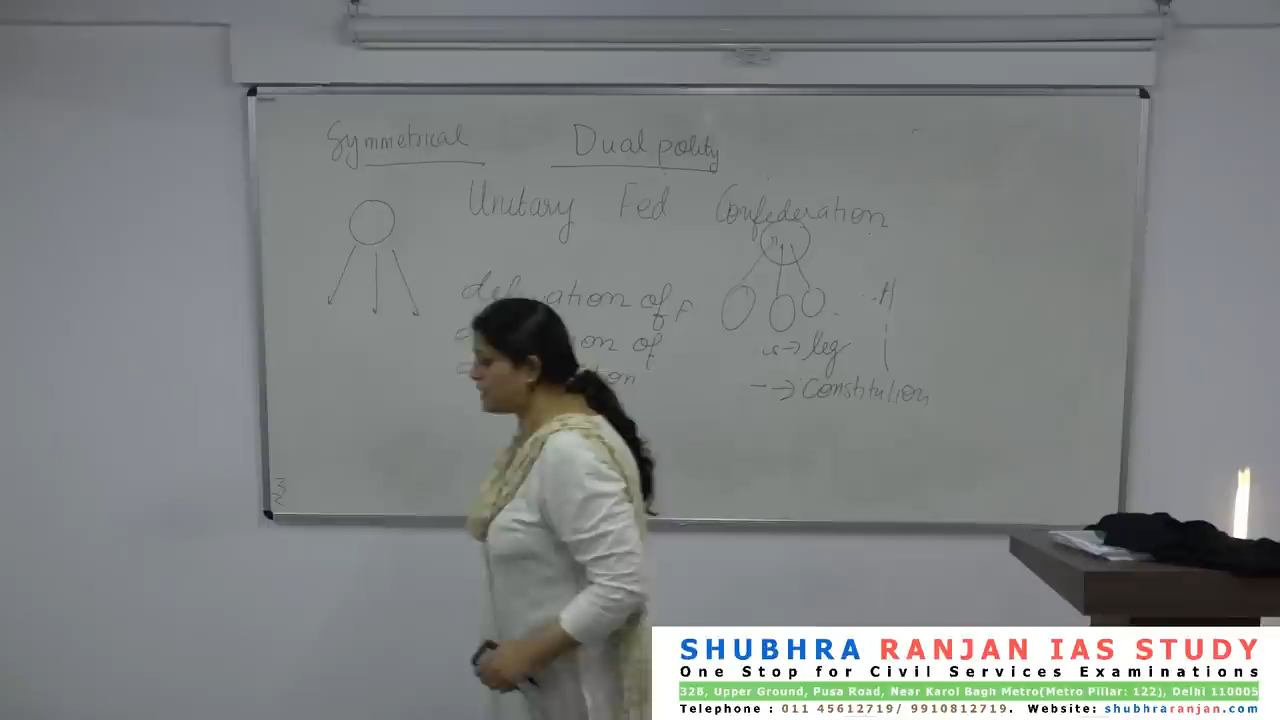 Symmetrical Dual polity
Unitary Fed Confederation
of F
of
leg
Constitution
SHUBHRA RANJAN IAS STUDY
One Stop for Civil Services Examinations
32B, Upper Ground, Pusa Road, Near Karol Bagh Metro(Metro Pillar: 122), Delhi 110005
Telephone : 011 45612719/ 9910812719. Website: shubhraranjan.com